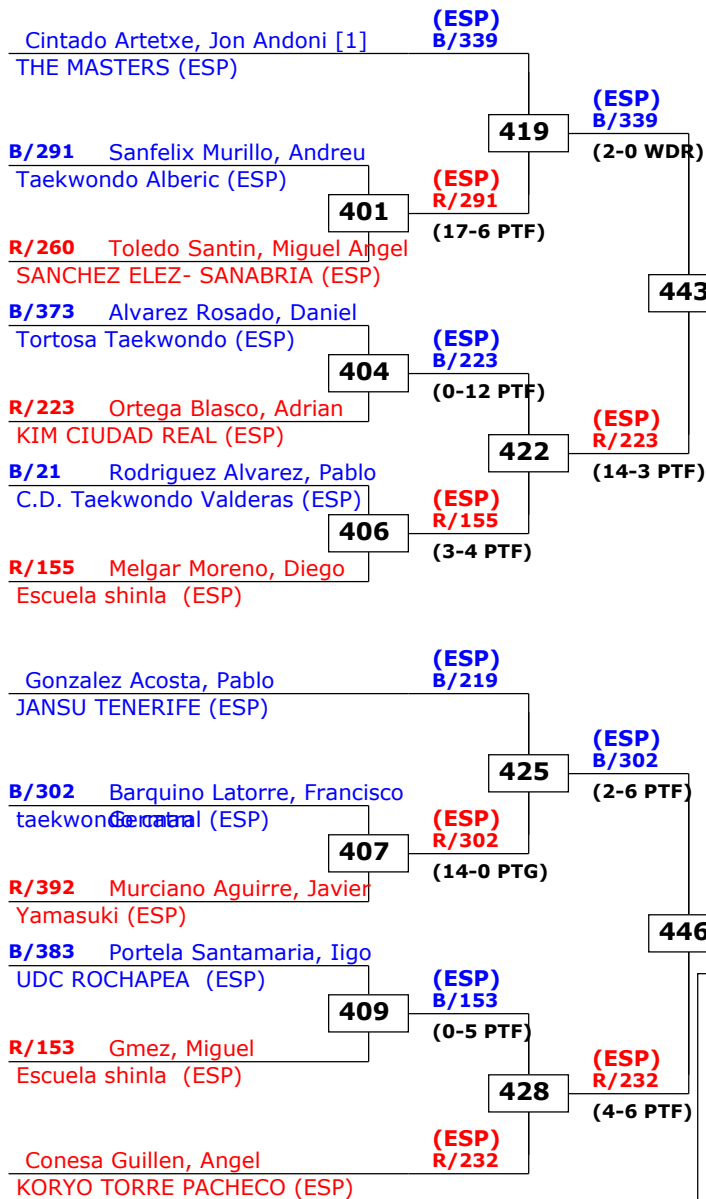 Cintado Artetxe, Jon Andoni [1]
THE MASTERS (ESP)
(ESP)
B/339
419
(ESP)
B/339
(2-0 WDR)
B/291 Sanfelix Murillo, Andreu
Taekwondo Alberic (ESP)
401
(ESP)
R/291
(17-6 PTF)
R/260 Toledo Santin, Miguel Angel
SANCHEZ ELEZ- SANABRIA (ESP)
443
B/373 Alvarez Rosado, Daniel
Tortosa Taekwondo (ESP)
404
(ESP)
B/223
(0-12 PTF)
R/223 Ortega Blasco, Adrian
KIM CIUDAD REAL (ESP)
422
(ESP)
R/223
(14-3 PTF)
B/21 Rodriguez Alvarez, Pablo
C.D. Taekwondo Valderas (ESP)
406
(ESP)
R/155
(3-4 PTF)
R/155 Melgar Moreno, Diego
Escuela shinla (ESP)
Gonzalez Acosta, Pablo
JANSU TENERIFE (ESP)
(ESP)
B/219
425
(ESP)
B/302
(2-6 PTF)
B/302 Barquino Latorre, Francisco
German
taekwondo (ESP)
407
(ESP)
R/302
(14-0 PTG)
R/392 Murciano Aguirre, Javier
Yamasuki (ESP)
446
B/383 Portela Santamaria, Iigo
UDC ROCHAPEA (ESP)
409
(ESP)
B/153
(0-5 PTF)
R/153 Gmez, Miguel
Escuela shinla (ESP)
428
(ESP)
R/232
(4-6 PTF)
Conesa Guillen, Angel
KORYO TORRE PACHECO (ESP)
(ESP)
R/232